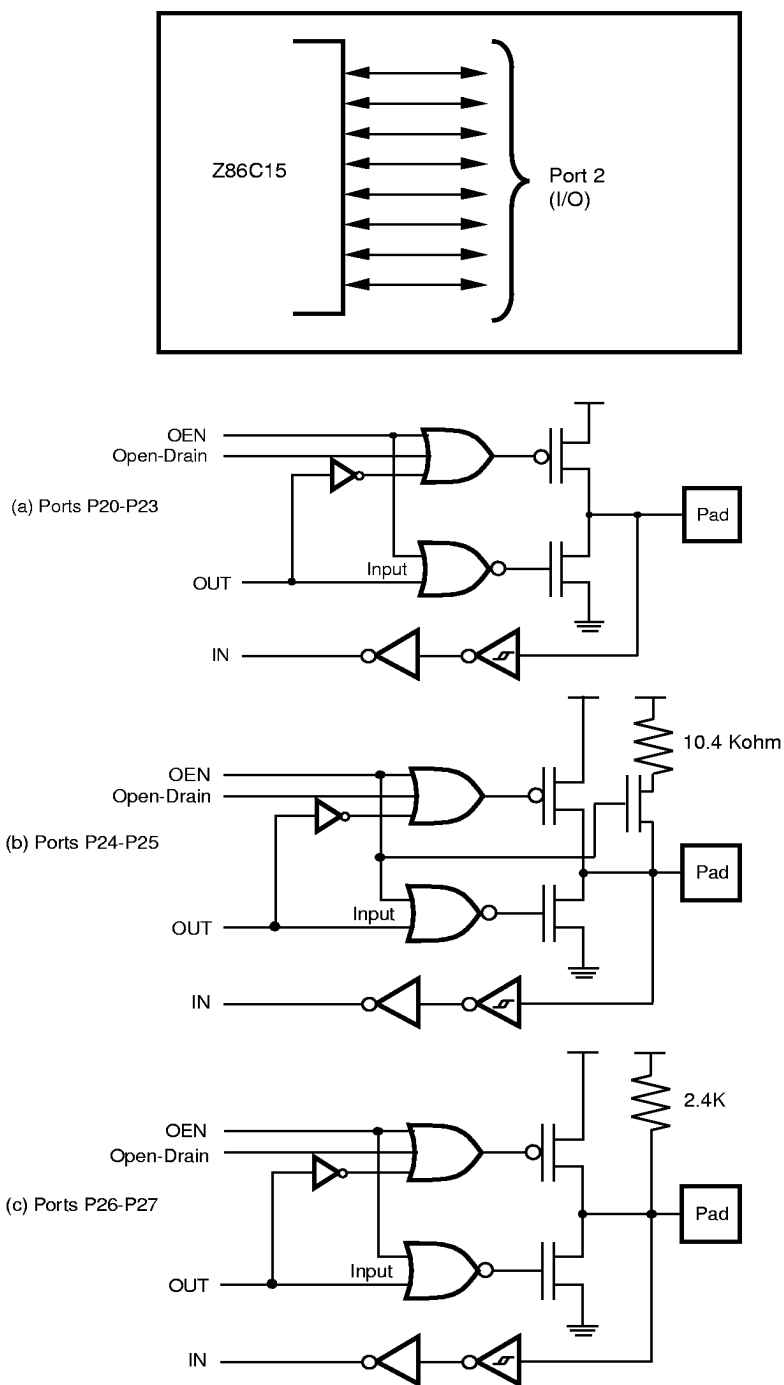 Z86C15
Port 2
(I/O)
OEN
Open-Drain
(a) Ports P20-P23
Input
OUT
Pad
IN
10.4 Kohm
OEN
Open-Drain
(b) Ports P24-P25
Pad
Input
OUT
IN
2.4K
OEN
Open-Drain
(c) Ports P26-P27
Pad
Input
OUT
IN